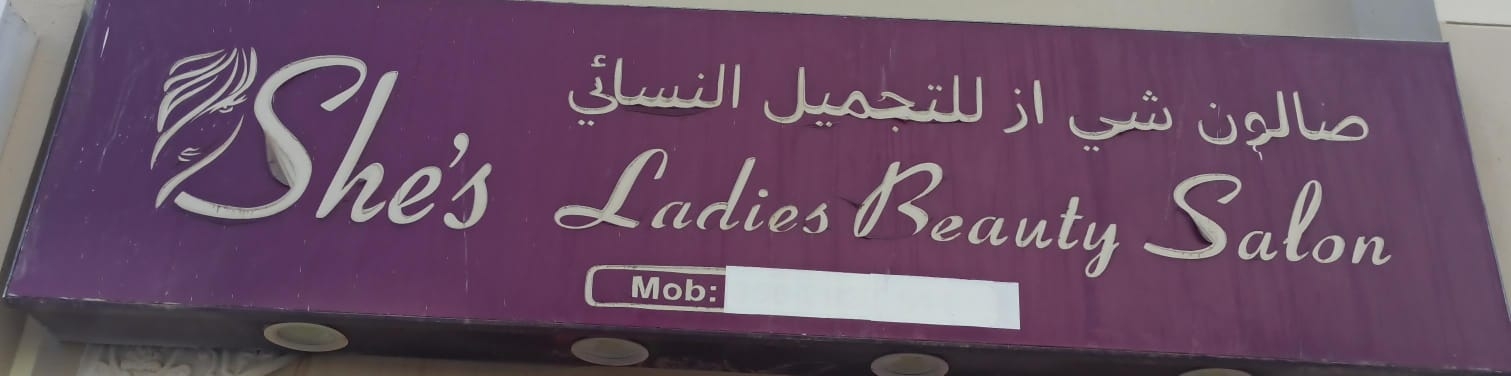 She's
صالون شي از للتجميل النسائي
Ladies Beauty Salon
Mob: